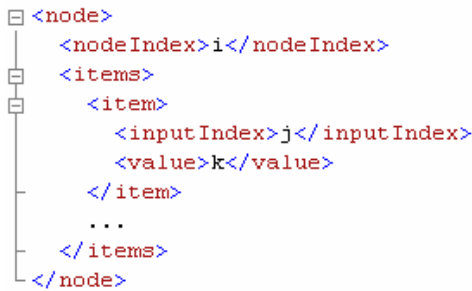 <node>
<nodeIndex>i</nodeIndex>
<items>
<item>
<inputIndex>j</inputIndex>
<value>k</value>
</item>
...
</items>
</node>